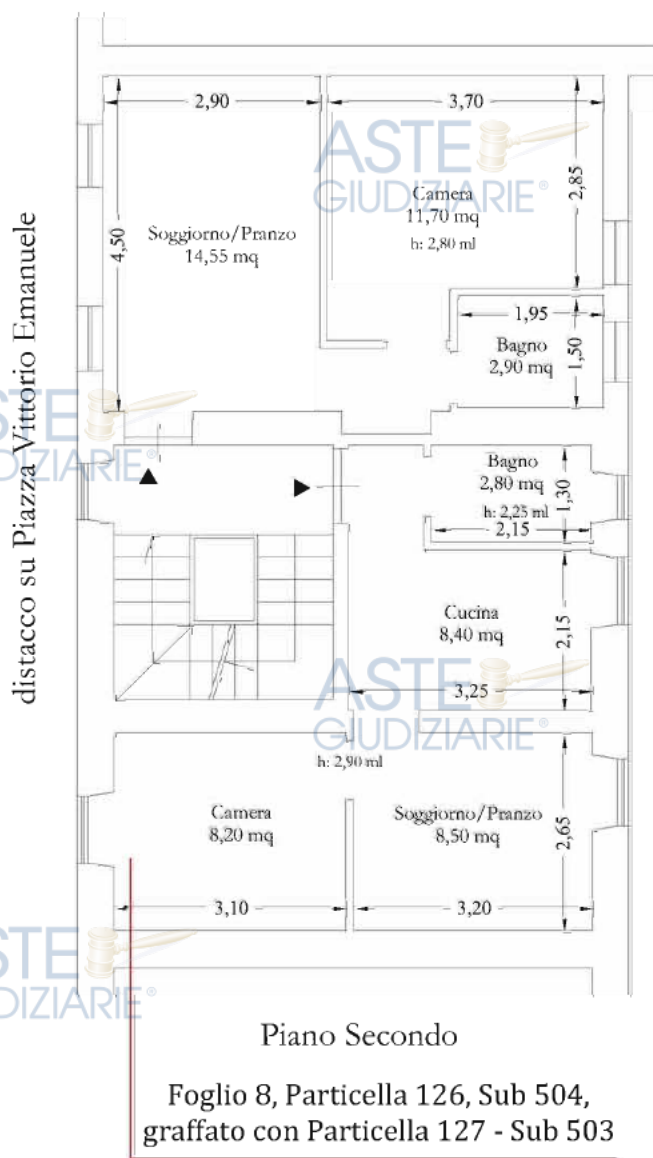 2,90
3,70
ASTE
GIUDIZIARIE®
Camera
11,70 mq
h: 2,80 ml
2,85
Soggiorno/Pranzo
14,55 mq
4,50
distacco su Piazza Vittorio Emanuele
1,95
Bagno
2,90 mq
1,50
ASTE
DIZIARIE®
Bagno
2,80 mq
h: 2,25 ml
2,15
1,30
Cucina
8,40 mq
2,15
3,25
ASTE
GIUDIZIARIE®
h: 2,90 ml
Camera
8,20 mq
Soggiorno/Pranzo
8,50 mq
2,65
3,10
3,20
STE
DIZIARIE®
Piano Secondo
Foglio 8, Particella 126, Sub 504,
graffato con Particella 127 - Sub 503